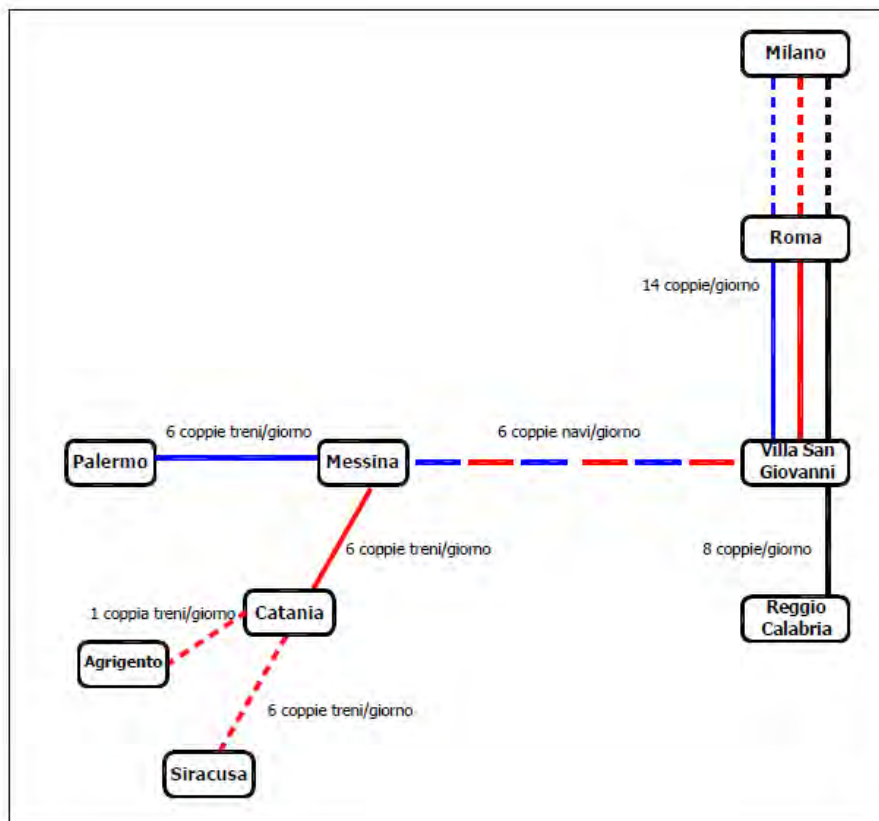 Milano
Roma
14 coppie/giorno
6 coppie treni/giorno
6 coppie navi/giorno
Palermo
Messina
Villa San
Giovanni
6 coppie treni/giorno
8 coppie/giorno
1 coppia treni/giorno
Catania
Reggio
Calabria
Agrigento
6 coppie treni/giorno
Siracusa